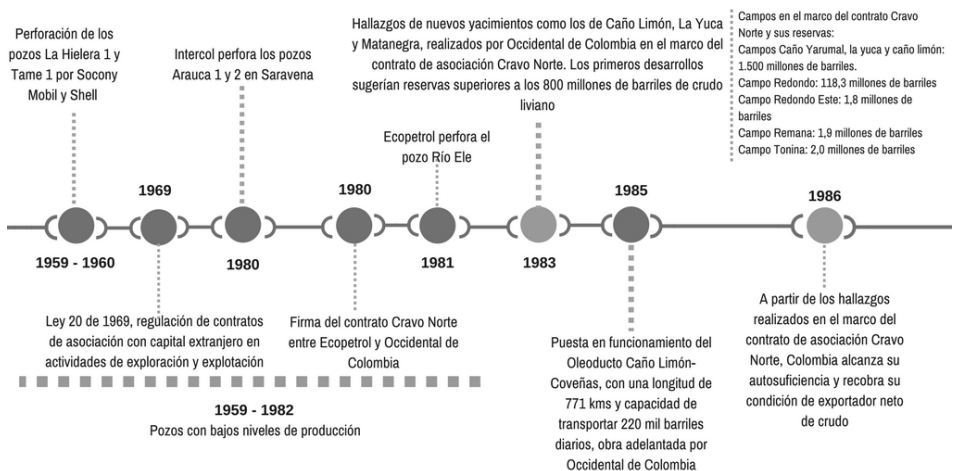 Perforación de los
pozos La Hielera 1 y
Tame 1 por Socony
Mobil y Shell
1959 - 1960
1969
Ley 20 de 1969, regulación de contratos
de asociación con capital extranjero en
actividades de exploración y explotación
Intercol perfora los pozos
Arauca 1 y 2 en Saravena
1980
1980
Firma del contrato Cravo Norte
entre Ecopetrol y Occidental de
Colombia
Ecopetrol perfora el
pozo Río Ele
1981
1959 - 1982
Pozos con bajos niveles de producción
Hallazgos de nuevos yacimientos como los de Caño Limón, La Yuca
y Matanegra, realizados por Occidental de Colombia en el marco del
contrato de asociación Cravo Norte. Los primeros desarrollos
sugerían reservas superiores a los 800 millones de barriles de crudo
liviano
1983
1985
Puesta en funcionamiento del
Oleoducto Caño Limón-
Coveñas, con una longitud de
771 kms y capacidad de
transportar 220 mil barriles
diarios, obra adelantada por
Occidental de Colombia
Campos en el marco del contrato Cravo
Norte y sus reservas:
Campos Caño Yarumal, la yuca y caño limón:
1.500 millones de barriles.
Campo Redondo: 118,3 millones de barriles
Campo Redondo Este: 1,8 millones de
barriles
Campo Remana: 1,9 millones de barriles
Campo Tonina: 2,0 millones de barriles
1986
A partir de los hallazgos
realizados en el marco del
contrato de asociación Cravo
Norte, Colombia alcanza su
autosuficiencia y recobra su
condición de exportador neto
de crudo